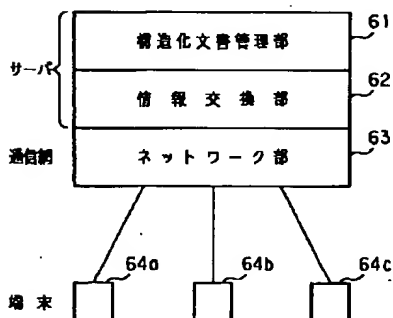 構造化文書管理部
61
サーバ
情報交換部
62
通信網
ネットワーク部
63
64a
64b
64c
端末